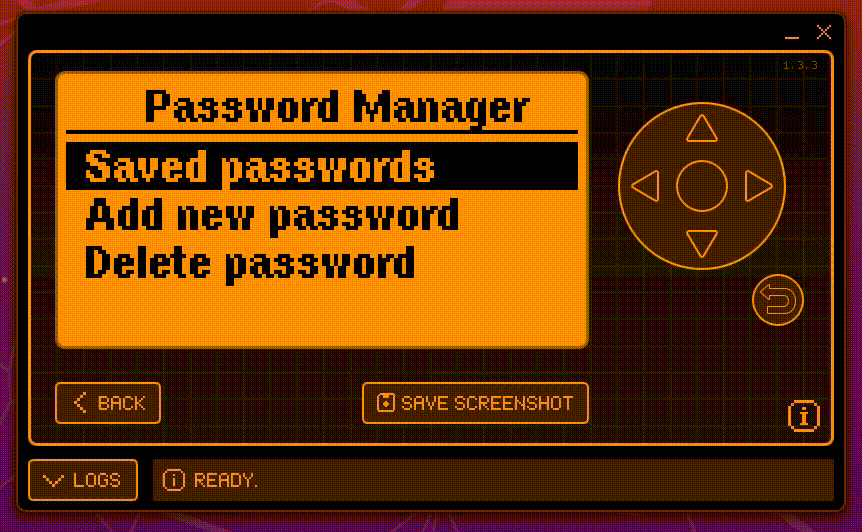 1.3.3
Password Manager
Saved passwords
Add new password
Delete password
BACK
SAVE SCREENSHOT
i
LOGS
i READY.